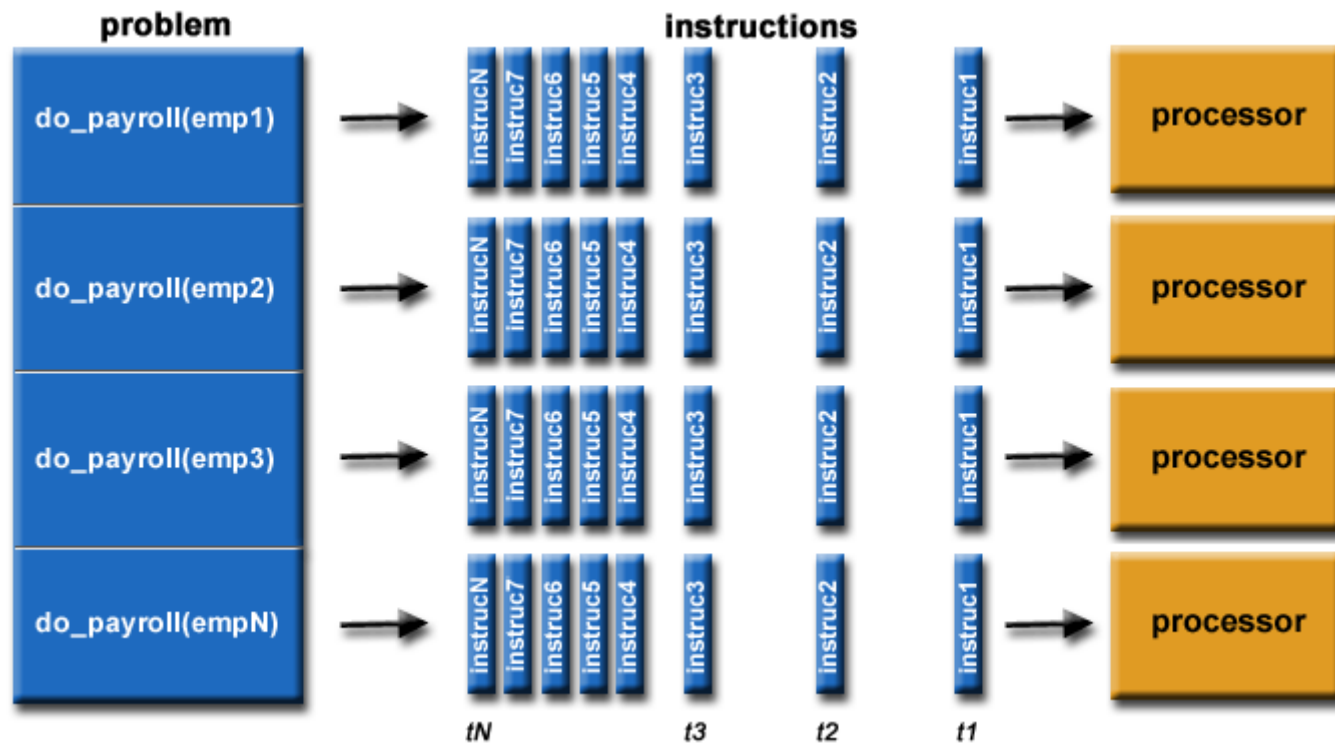 problem
instructions
do_payroll(emp1)
instrucN
instruc7
instruc6
instruc5
instruc4
instruc3
instruc2
instruc1
processor
do_payroll(emp2)
instrucN
instruc7
instruc6
instruc5
instruc4
instruc3
instruc2
instruc1
processor
do_payroll(emp3)
instrucN
instruc7
instruc6
instruc5
instruc4
instruc3
instruc2
instruc1
processor
do_payroll(empN)
instrucN
instruc7
instruc6
instruc5
instruc4
instruc3
instruc2
instruc1
processor
tN
t3
t2
t1